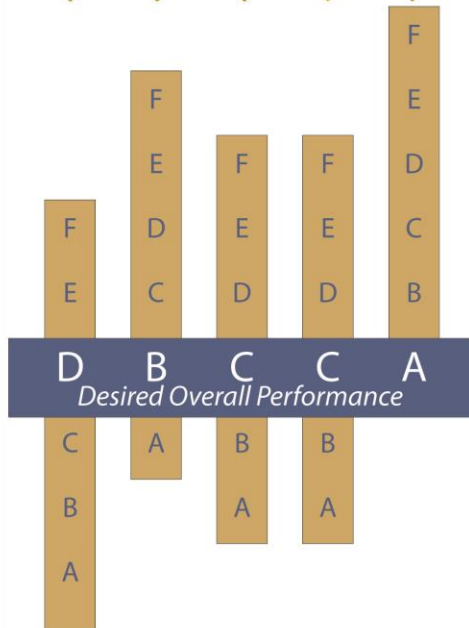 F
F E
E F F D
F D E E C
E C D D B
D B C C A
Desired Overall Performance
C A B B
B A A
A